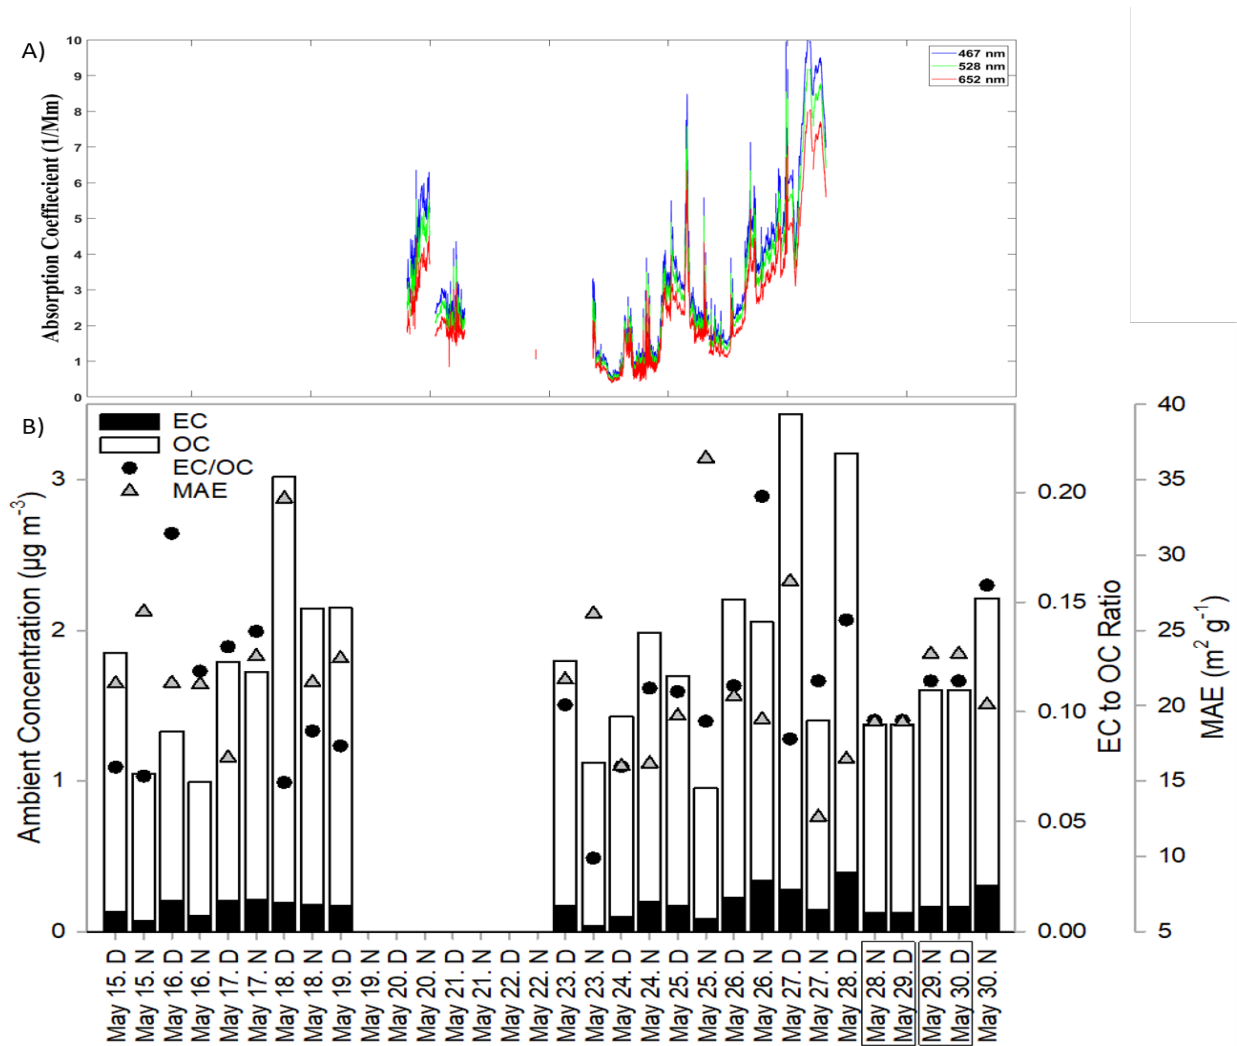 A)
10
9
8
7
6
5
4
3
2
1
0
Absorption Coeffiecient (1/Mm)
467 nm
528 nm
652 nm
B)
EC
OC
EC/OC
MAE
3
2
1
0
Ambient Concentration (µg m-3)
0.20
0.15
0.10
0.05
0.00
EC to OC Ratio
40
35
30
25
20
15
10
5
MAE (m2 g-1)
May 15. D
May 15. N
May 16. D
May 16. N
May 17. D
May 17. N
May 18. D
May 18. N
May 19. D
May 19. N
May 20. D
May 20. N
May 21. D
May 21. N
May 22. D
May 22. N
May 23. D
May 23. N
May 24. D
May 24. N
May 25. D
May 25. N
May 26. D
May 26. N
May 27. D
May 27. N
May 28. D
May 28. N
May 29. D
May 29. N
May 30. D
May 30. N